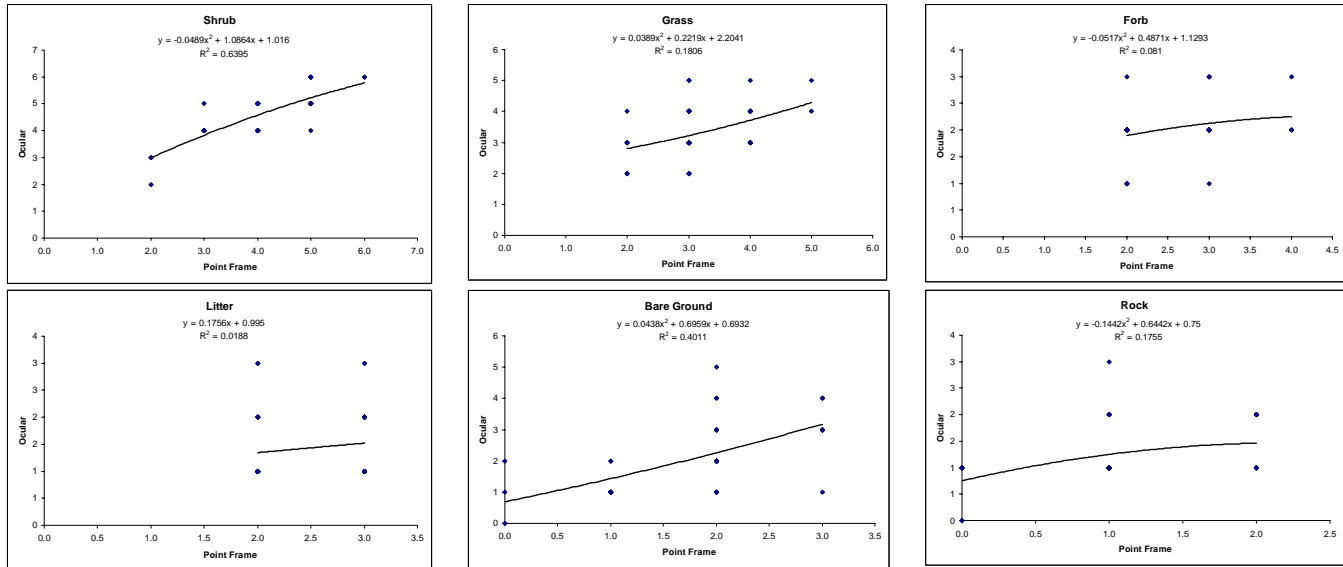 Shrub
y = -0.0489x² + 1.0864x + 1.016
R² = 0.6395
7
6
5
4
3
2
1
0
Ocular
0.0 1.0 2.0 3.0 4.0 5.0 6.0 7.0
Point Frame
Grass
y = 0.0389x² + 0.2219x + 2.2041
R² = 0.1806
6
5
4
3
2
1
0
Ocular
0.0 1.0 2.0 3.0 4.0 5.0 6.0
Point Frame
Forb
y = -0.0517x² + 0.4871x + 1.1293
R² = 0.081
4
3
3
2
2
1
1
0
Ocular
0.0 0.5 1.0 1.5 2.0 2.5 3.0 3.5 4.0 4.5
Point Frame
Litter
y = 0.1756x + 0.995
R² = 0.0188
4
3
3
2
2
1
1
0
Ocular
0.0 0.5 1.0 1.5 2.0 2.5 3.0 3.5
Point Frame
Bare Ground
y = 0.0438x² + 0.6959x + 0.6932
R² = 0.4011
6
5
4
3
2
1
0
Ocular
0.0 0.5 1.0 1.5 2.0 2.5 3.0 3.5
Point Frame
Rock
y = -0.1442x² + 0.6442x + 0.75
R² = 0.1755
4
3
3
2
2
1
1
0
Ocular
0.0 0.5 1.0 1.5 2.0 2.5
Point Frame